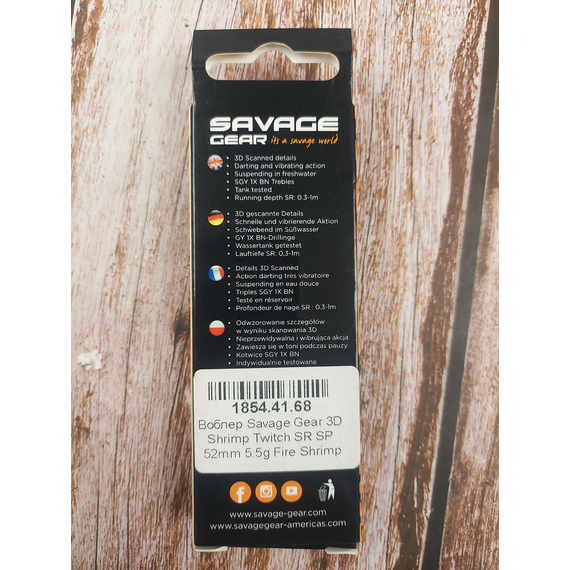 SAVAGE
GEAR its a savage world
• 3D Scanned details
• Darting and vibrating action
• Suspending in freshwater
• SGY 1X BN Trebles
• Tank tested
• Running depth SR: 0.3-1m
• 3D gescannte Details
• Schnelle und vibrierende Aktion
• Schwebend im Süßwasser
• GY 1X BN-Drillinge
• Wassertank getestet
• Lauftiefe SR: 0,3-1m
• Détails 3D Scanned
• Action darting très vibratoire
• Suspending en eau douce
• Triples SGY 1X BN
• Testé en réservoir
• Profondeur de nage SR : 0.3-1m
• Odwzorowanie szczegółów
w wyniku skanowania 3D
• Nieprzewidywalna i wibrująca akcja
• Zawiesza się w toni podczas pauzy
• Kotwice SGY 1X BN
• Indywidualnie testowane
1854.41.68
Воблер Savage Gear 3D
Shrimp Twitch SR SP
52mm 5.5g Fire Shrimp
www.savage-gear.com
www.savagegear-americas.com